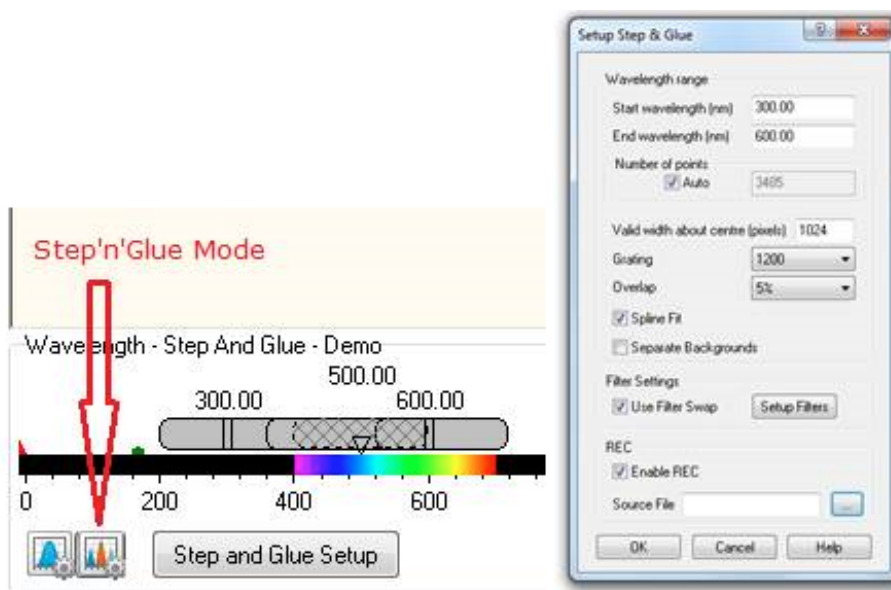 Step'n'Glue Mode
Wavelength - Step And Glue - Demo
500.00
300.00 600.00
0 200 400 600
Step and Glue Setup
Setup Step & Glue
Wavelength range
Start wavelength (nm) 300.00
End wavelength (nm) 600.00
Number of points
Auto 3485
Valid width about centre (pixels) 1024
Grating 1200
Overlap 5%
Spline Fit
Separate Backgrounds
Filter Settings
Use Filter Swap Setup Filters
REC
Enable REC
Source File ...
OK Cancel Help